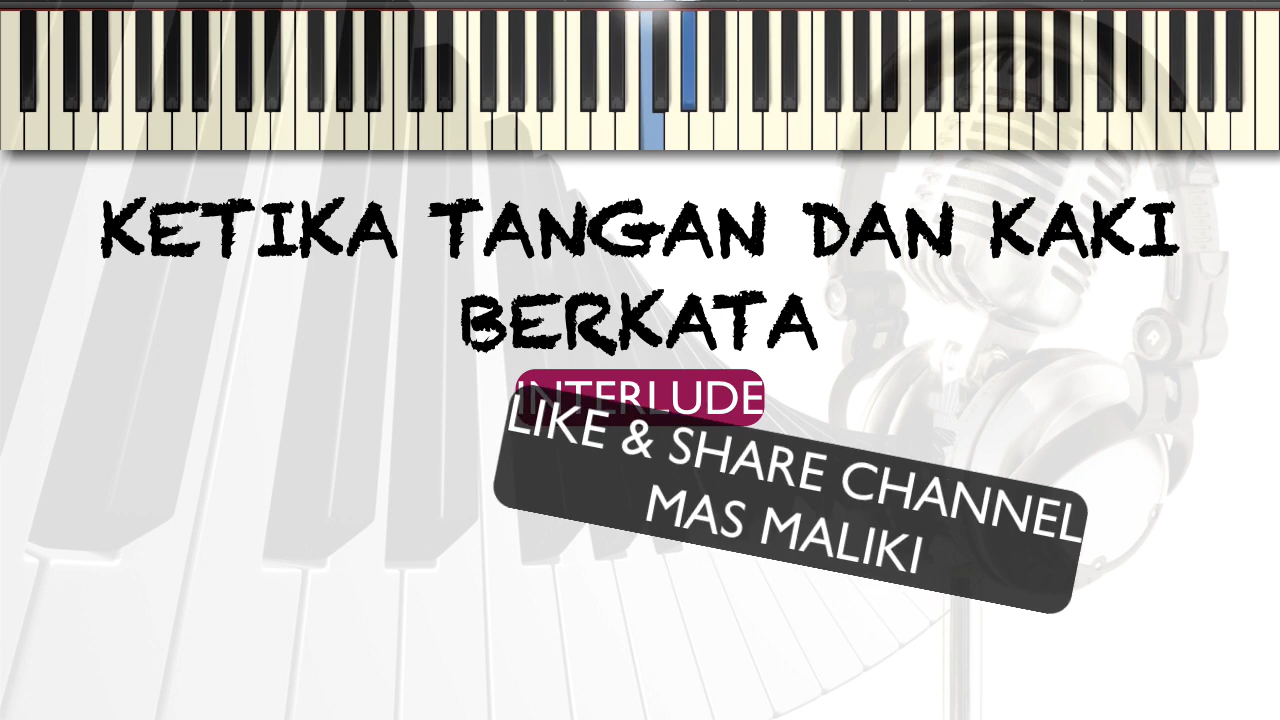 KETIKA TANGAN DAN KAKI
BERKATA
INTERLUDE
LIKE & SHARE CHANNEL
MAS MALIKI